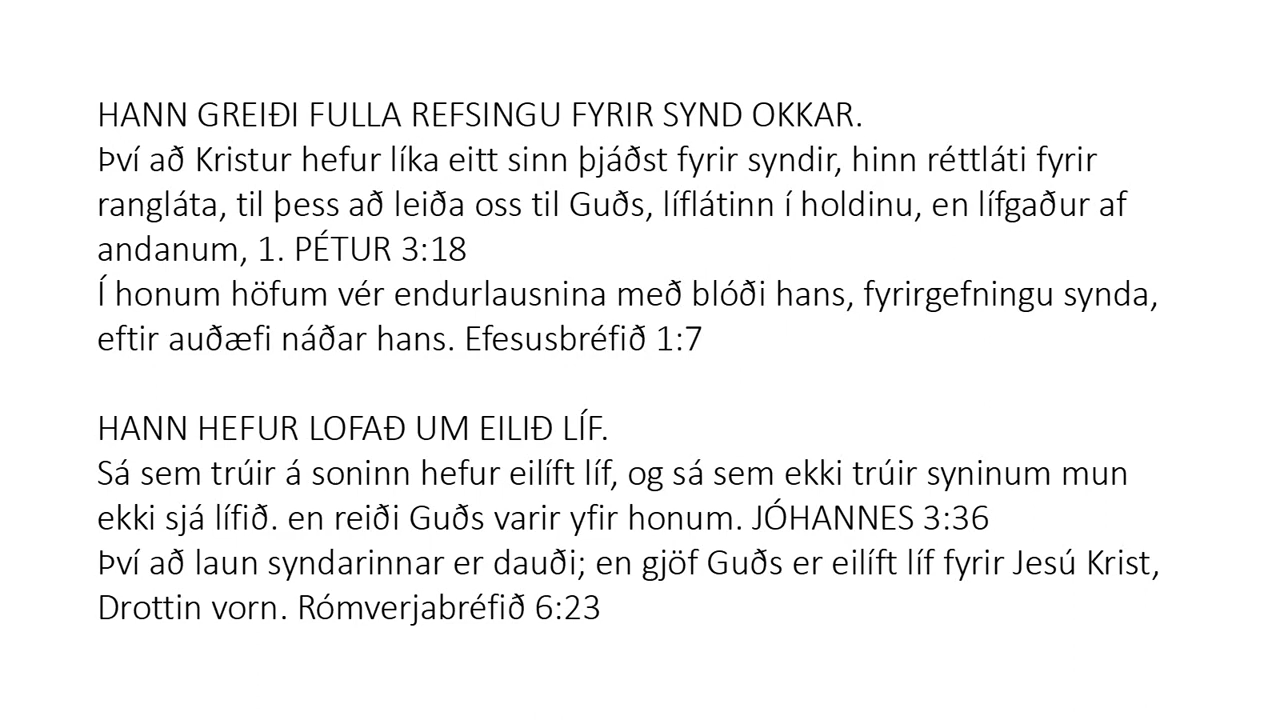 HANN GREIÐI FULLA REFSINGU FYRIR SYND OKKAR.
Því að Kristur hefur líka eitt sinn þjáðst fyrir syndir, hinn réttláti fyrir
rangláta, til þess að leiða oss til Guðs, líflátinn í holdinu, en lífgaður af
andanum, 1. PÉTUR 3:18
Í honum höfum vér endurlausnina með blóði hans, fyrirgefningu synda,
eftir auðæfi náðar hans. Efesusbréfið 1:7
HANN HEFUR LOFAÐ UM EILIÐ LÍF.
Sá sem trúir á soninn hefur eilíft líf, og sá sem ekki trúir syninum mun
ekki sjá lífið. en reiði Guðs varir yfir honum. JÓHANNES 3:36
Því að laun syndarinnar er dauði; en gjöf Guðs er eilíft líf fyrir Jesú Krist,
Drottin vorn. Rómverjabréfið 6:23